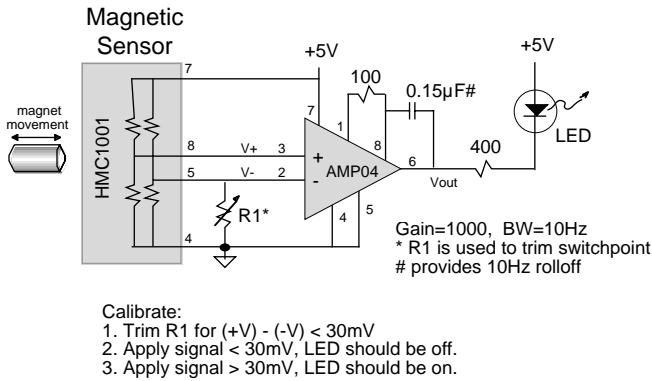 Magnetic
Sensor
+5V
+5V
7
100
0.15µF#
magnet
movement
7
1
8
LED
HMC1001
8
V+
3
+
AMP04
6
400
5
V-
2
-
Vout
R1*
4
5
4
Gain=1000, BW=10Hz
* R1 is used to trim switchpoint
# provides 10Hz rolloff
Calibrate:
1. Trim R1 for (+V) - (-V) < 30mV
2. Apply signal < 30mV, LED should be off.
3. Apply signal > 30mV, LED should be on.